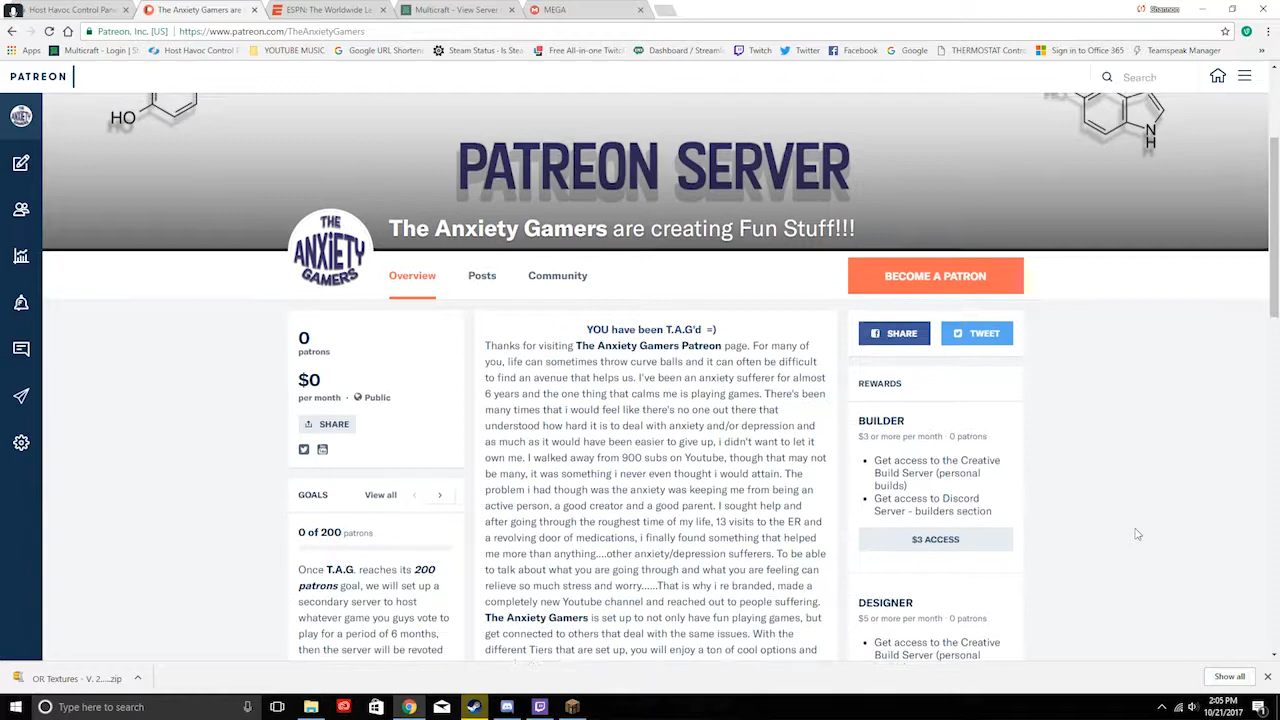 Host Havoc Control Pan
The Anxiety Gamers are
ESPN: The Worldwide Le
Multicraft - View Server
MEGA
Shannon
Patreon, Inc. [US]
https://www.patreon.com/TheAnxietyGamers
Apps
Multicraft - Login | S
Host Havoc Control
YOUTUBE MUSIC
Google URL Shorten
Steam Status · Is Stea
Free All-in-one Twitc
Dashboard / Streaml
Twitch
Twitter
Facebook
Google
THERMOSTAT Control
Sign in to Office 365
Teamspeak Manager
PATREON
Search
HO
N
H
PATREON SERVER
The Anxiety Gamers are creating Fun Stuff!!!
THE
ANXIETY
GAMERS
Overview
Posts
Community
BECOME A PATRON
0
patrons
$0
per month · Public
SHARE
GOALS
View all
0 of 200 patrons
Once T.A.G. reaches its 200
patrons goal, we will set up a
secondary server to host
whatever game you guys vote to
play for a period of 6 months,
then the server will be revoted
YOU have been T.A.G'd =)
Thanks for visiting The Anxiety Gamers Patreon page. For many of
you, life can sometimes throw curve balls and it can often be difficult
to find an avenue that helps us. I've been an anxiety sufferer for almost
6 years and the one thing that calms me is playing games. There's been
many times that i would feel like there's no one out there that
understood how hard it is to deal with anxiety and/or depression and
as much as it would have been easier to give up, i didn't want to let it
own me. I walked away from 900 subs on Youtube, though that may not
be many, it was something i never even thought i would attain. The
problem i had though was the anxiety was keeping me from being an
active person, a good creator and a good parent. I sought help and
after going through the roughest time of my life, 13 visits to the ER and
a revolving door of medications, i finally found something that helped
me more than anything....other anxiety/depression sufferers. To be able
to talk about what you are going through and what you are feeling can
relieve so much stress and worry......That is why i re branded, made a
completely new Youtube channel and reached out to people suffering.
The Anxiety Gamers is set up to not only have fun playing games, but
get connected to others that deal with the same issues. With the
different Tiers that are set up, you will enjoy a ton of cool options and
SHARE
TWEET
REWARDS
BUILDER
$3 or more per month · 0 patrons
Get access to the Creative
Build Server (personal
builds)
Get access to Discord
Server - builders section
$3 ACCESS
DESIGNER
$5 or more per month · 0 patrons
Get access to the Creative
Build Server (personal
OR Textures - V. 2.....zip
Show all
Type here to search
2:05 PM
10/21/2017